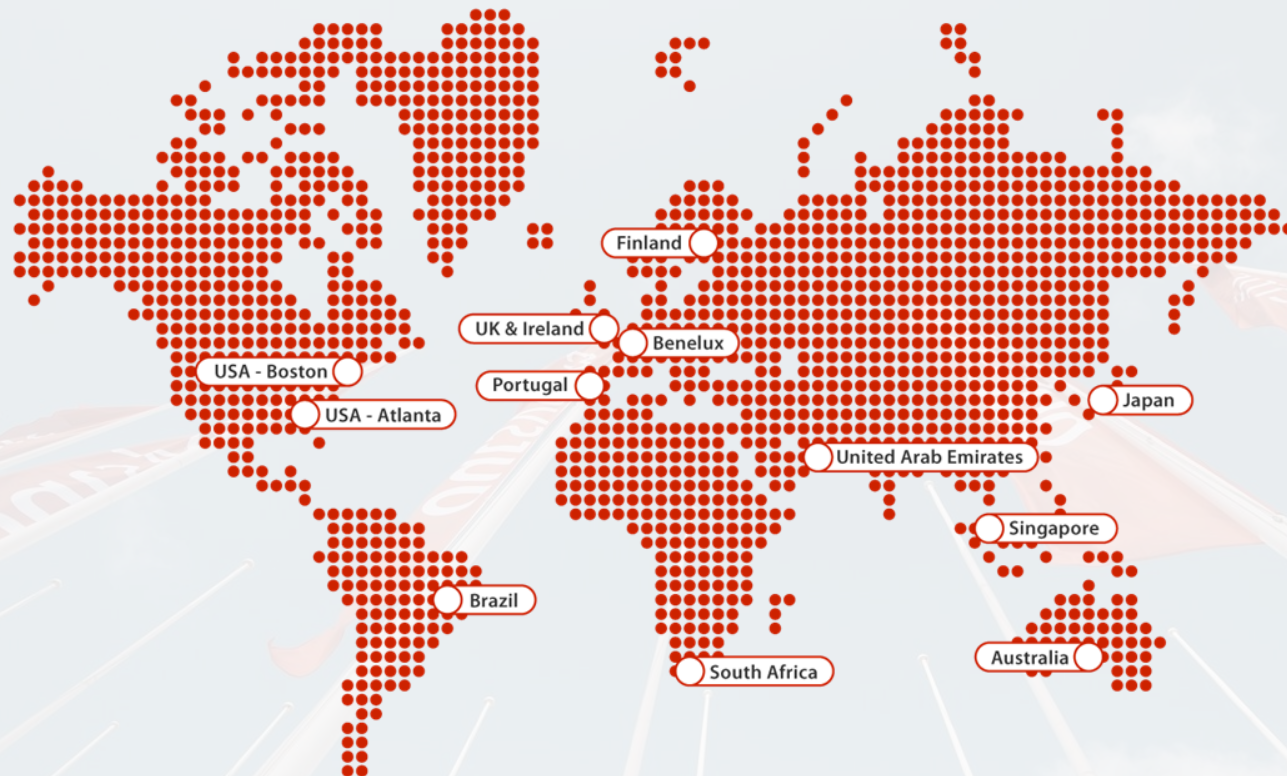 Finland
UK & Ireland
Benelux
USA - Boston
Portugal
Japan
USA - Atlanta
United Arab Emirates
Singapore
Brazil
Australia
South Africa